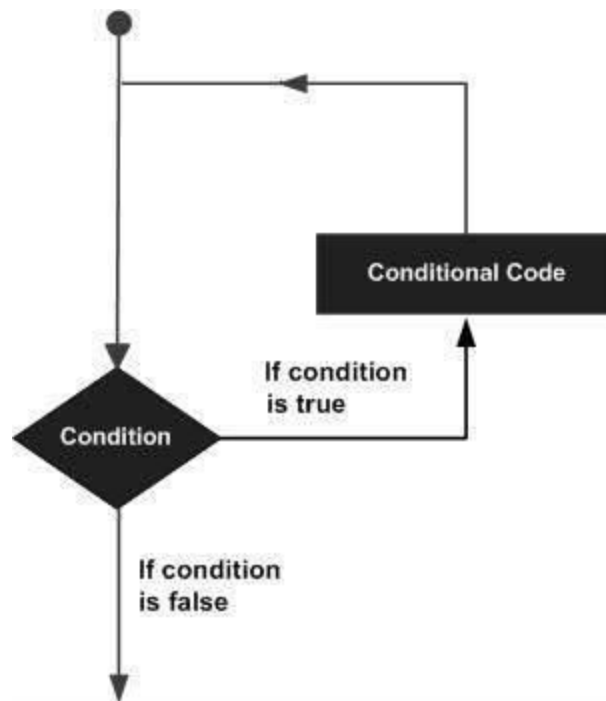 Conditional Code
If condition
is true
Condition
If condition
is false